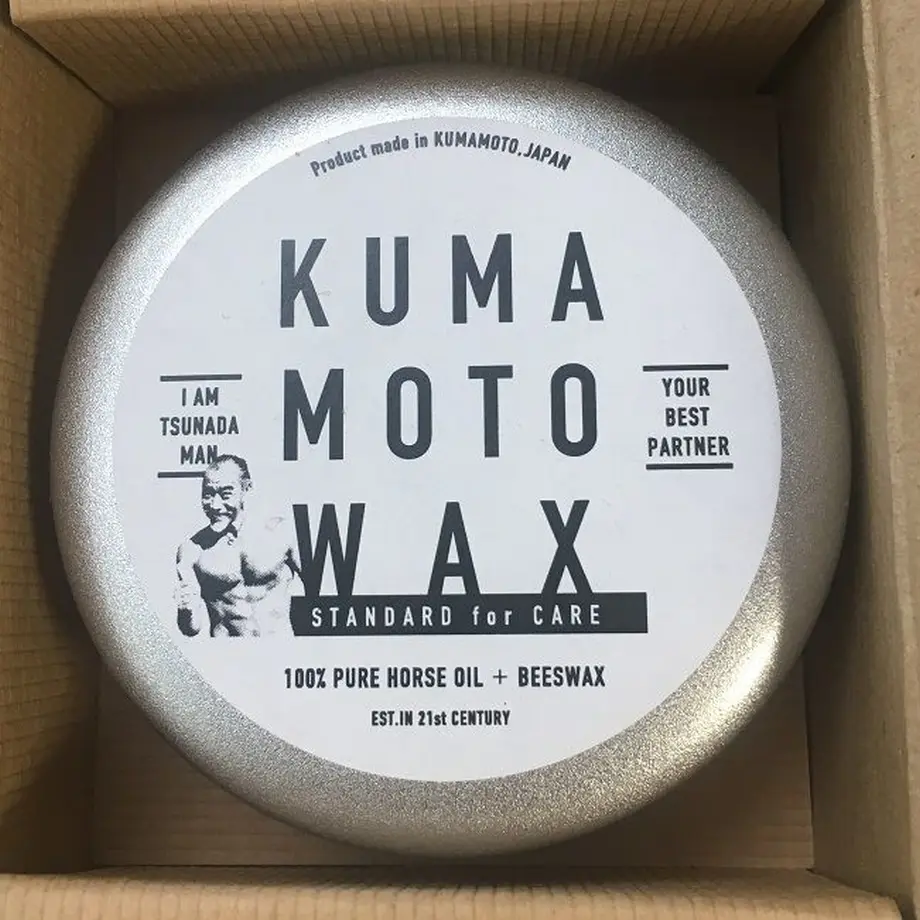 Product made in KUMAMOTO.JAPAN
KUMA
MOTO
WAX
I AM
TSUNADA
MAN
YOUR
BEST
PARTNER
STANDARD for CARE
100% PURE HORSE OIL + BEESWAX
EST.IN 21st CENTURY